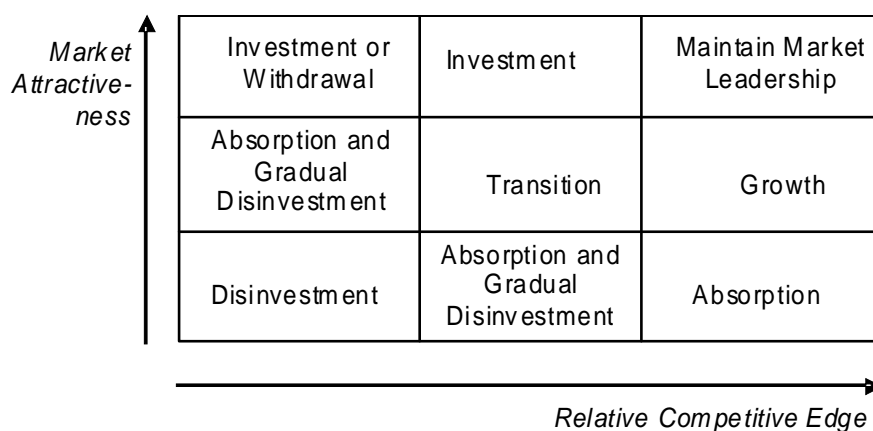 Market
Attractive-
ness
Investment or
Withdrawal
Investment
Maintain Market
Leadership
Absorption and
Gradual
Disinvestment
Transition
Growth
Disinvestment
Absorption and
Gradual
Disinvestment
Absorption
Relative Competitive Edge